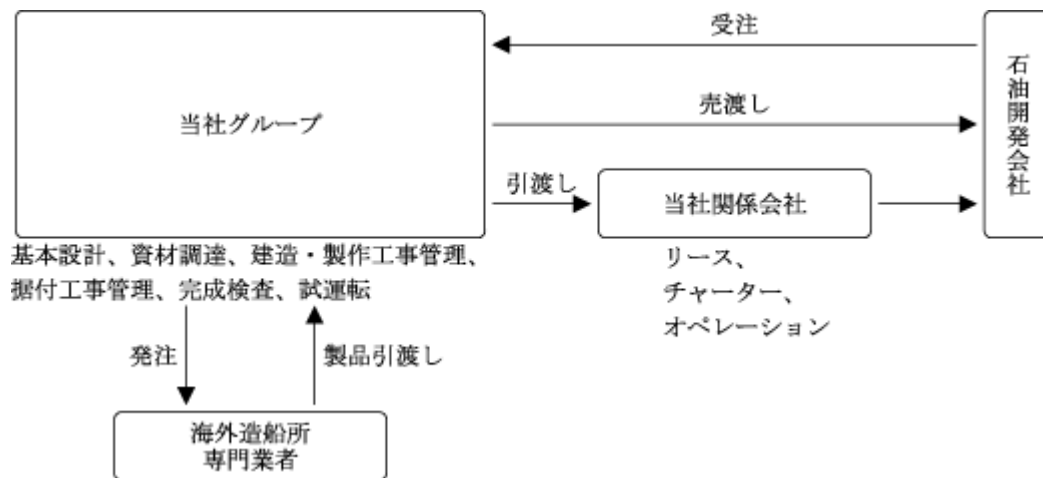 受注
当社グループ
売渡し
石油開発会社
引渡し
当社関係会社
基本設計、資材調達、建造・製作工事管理、
据付工事管理、完成検査、試運転
リース、
チャーター、
オペレーション
発注
製品引渡し
海外造船所
専門業者